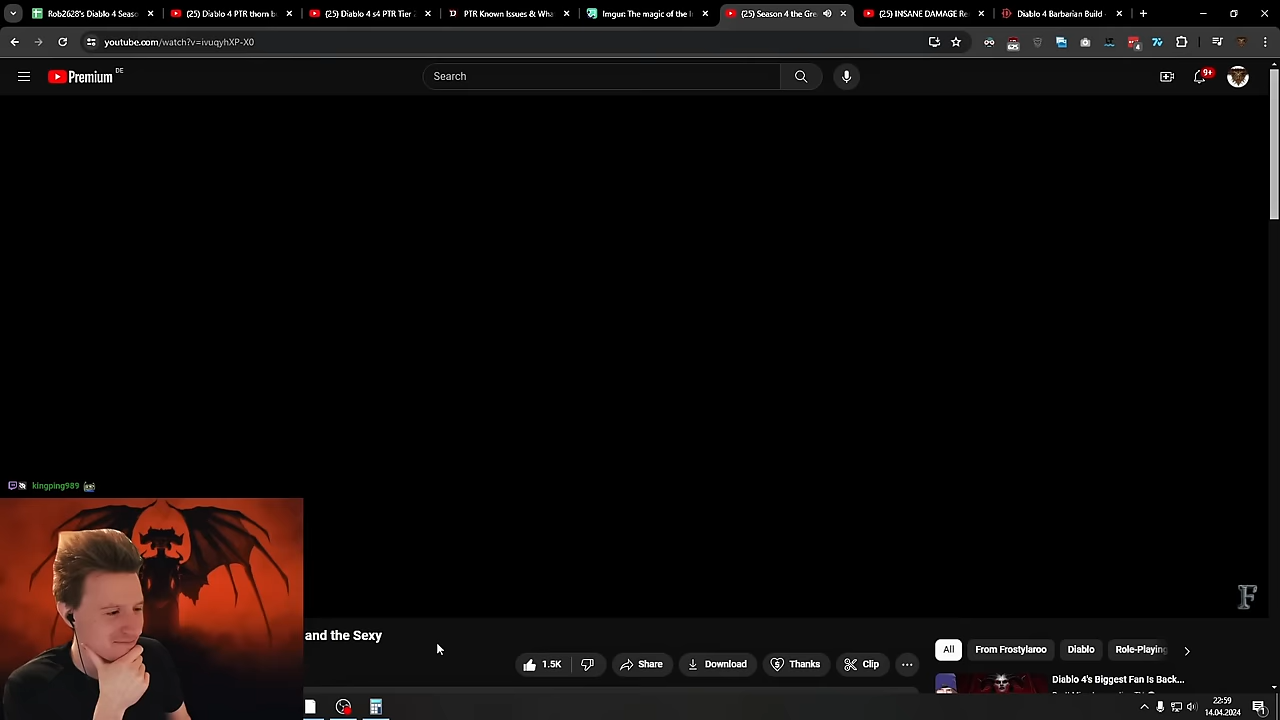 Rob2628's Diablo 4 Seaso
(25) Diablo 4 PTR thorn b
(25) Diablo 4 s4 PTR Tier
PTR Known Issues & Wha
Imgur: The magic of the I
(25) Season 4 the Gre
(25) INSANE DAMAGE Re
Diablo 4 Barbarian Build
youtube.com/watch?v=ivuqyhXP-X0
Premium DE
Search
9+
kingping989
F
and the Sexy
1.5K
Share
Download
Thanks
Clip
All
From Frostylaroo
Diablo
Role-Playing
Diablo 4's Biggest Fan Is Back...
22:59
14.04.2024